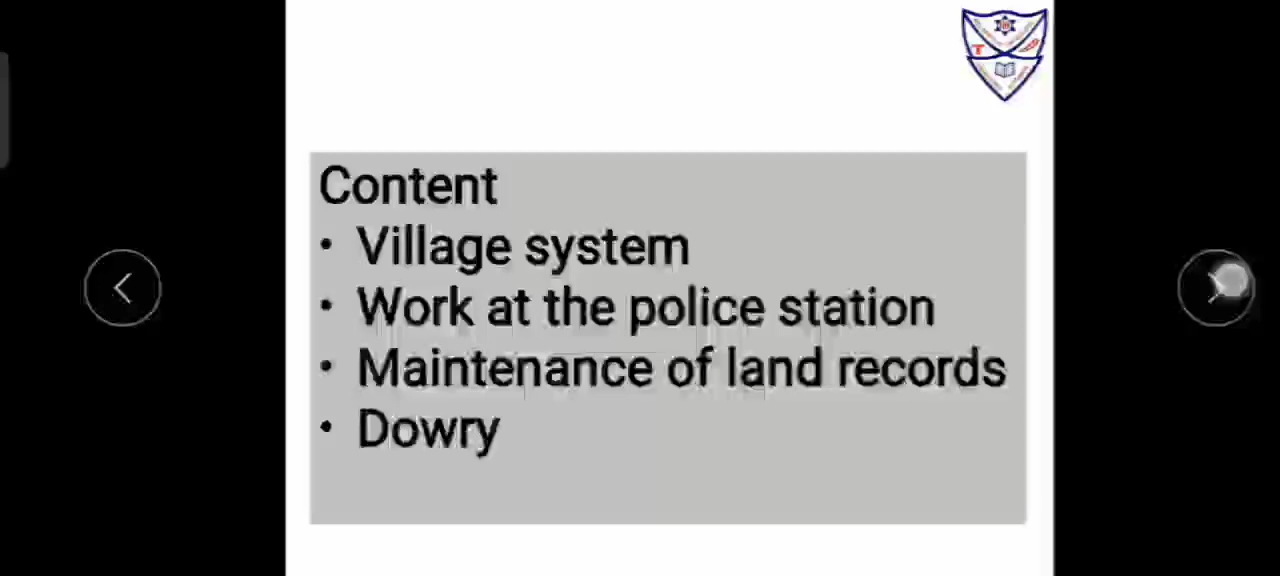 Content
• Village system
• Work at the police station
• Maintenance of land records
• Dowry